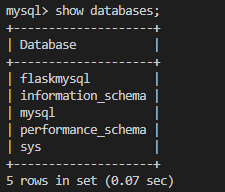 mysql> show databases;
+--------------------+
| Database           |
+--------------------+
| flaskmysql         |
| information_schema |
| mysql              |
| performance_schema |
| sys                |
+--------------------+
5 rows in set (0.07 sec)